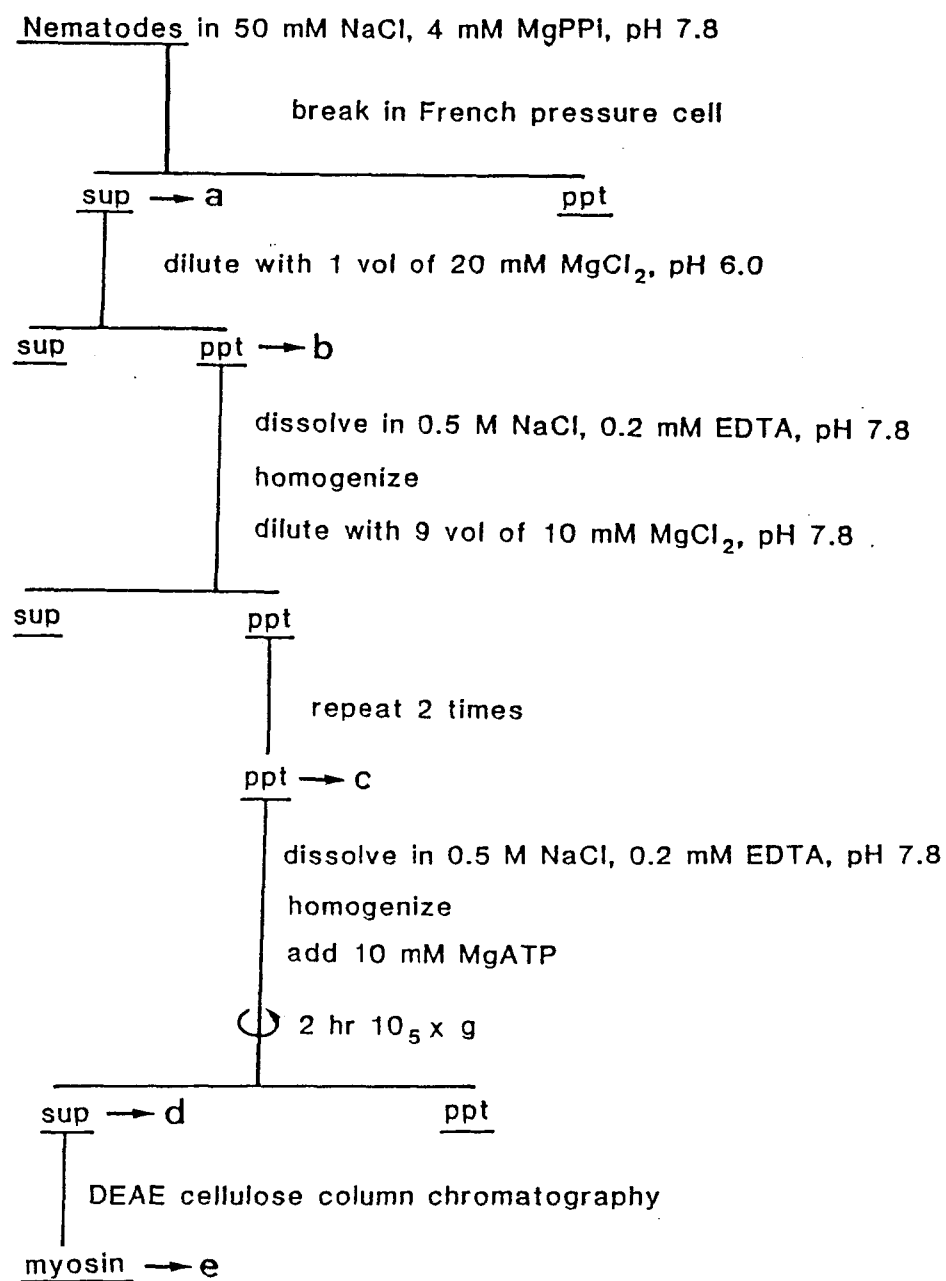 Nematodes in 50 mM NaCl, 4 mM MgPPi, pH 7.8
break in French pressure cell
sup → a ppt
dilute with 1 vol of 20 mM MgCl₂, pH 6.0
sup ppt → b
dissolve in 0.5 M NaCl, 0.2 mM EDTA, pH 7.8
homogenize
dilute with 9 vol of 10 mM MgCl₂, pH 7.8
sup ppt
repeat 2 times
ppt → c
dissolve in 0.5 M NaCl, 0.2 mM EDTA, pH 7.8
homogenize
add 10 mM MgATP
2 hr 10₅ x g
sup → d ppt
DEAE cellulose column chromatography
myosin → e